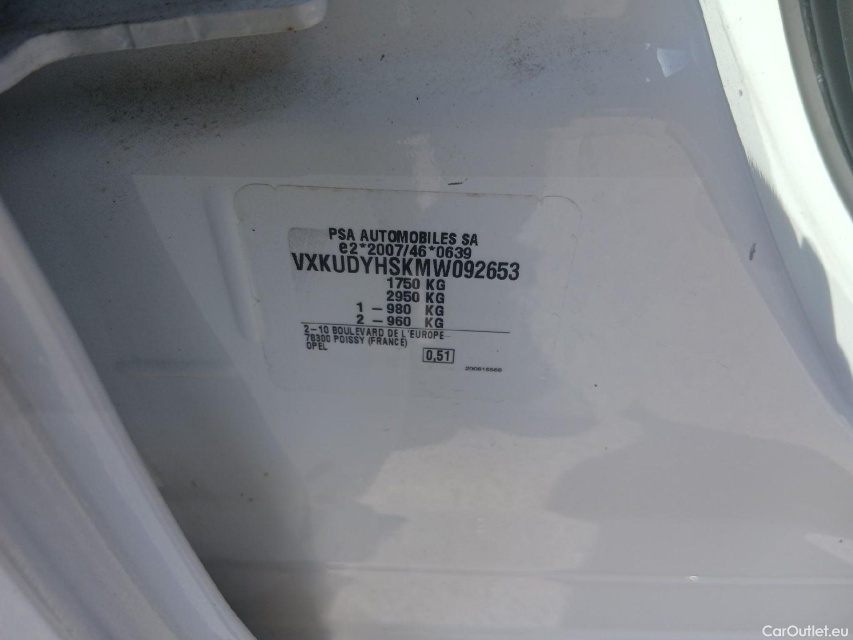 PSA AUTOMOBILES SA
e2*2007/46*0639
VXKUDYHSKMW092653
1750 KG
2950 KG
1 – 980 KG
2 – 960 KG
2–10 BOULEVARD DE L'EUROPE
78300 POISSY (FRANCE)
OPEL
0,51
CarOutlet.eu